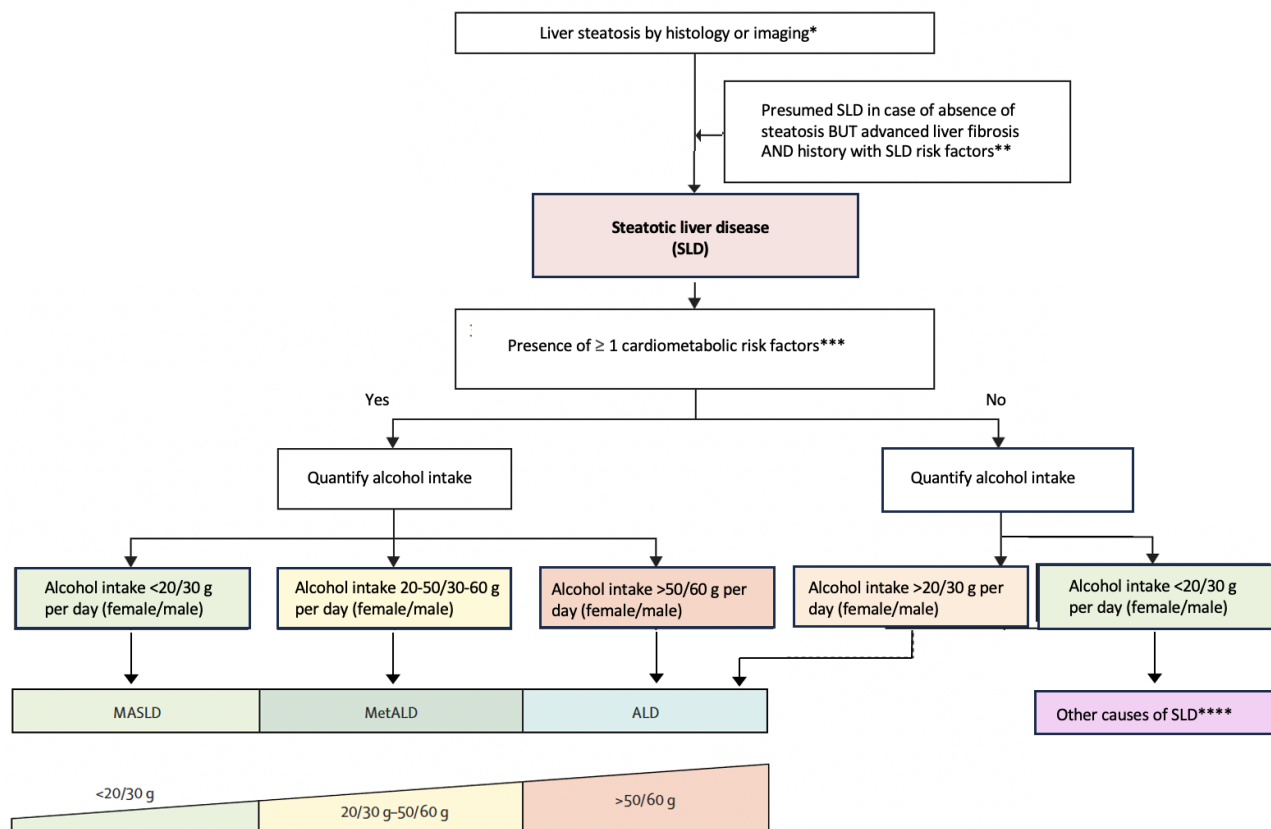 Liver steatosis by histology or imaging*
Presumed SLD in case of absence of
steatosis BUT advanced liver fibrosis
AND history with SLD risk factors**
Steatotic liver disease
(SLD)
:
Presence of ≥ 1 cardiometabolic risk factors***
Yes
No
Quantify alcohol intake
Quantify alcohol intake
Alcohol intake <20/30 g
per day (female/male)
Alcohol intake 20-50/30-60 g
per day (female/male)
Alcohol intake >50/60 g per
day (female/male)
Alcohol intake >20/30 g per
day (female/male)
Alcohol intake <20/30 g
per day (female/male)
MASLD
MetALD
ALD
Other causes of SLD****
<20/30 g
20/30 g–50/60 g
>50/60 g